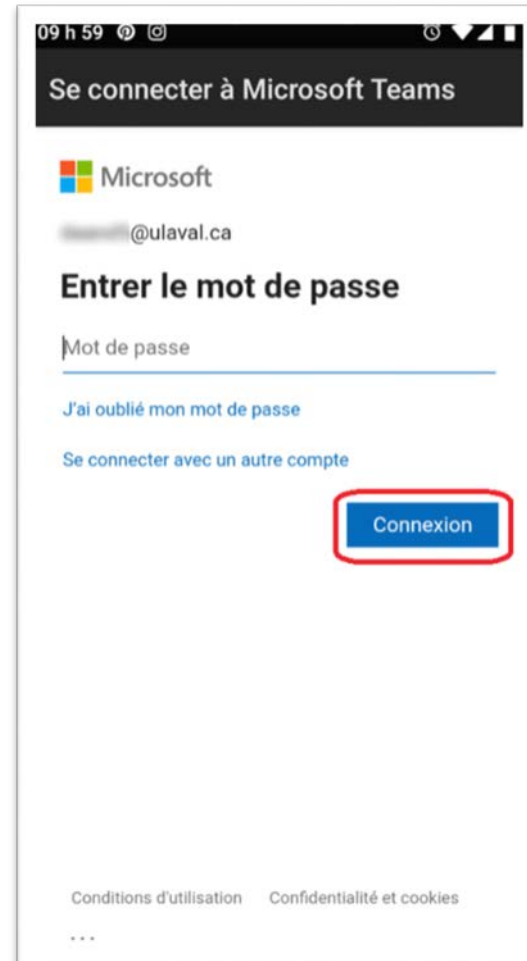 09 h 59
Se connecter à Microsoft Teams
Microsoft
@ulaval.ca
Entrer le mot de passe
Mot de passe
J'ai oublié mon mot de passe
Se connecter avec un autre compte
Connexion
Conditions d'utilisation Confidentialité et cookies
...